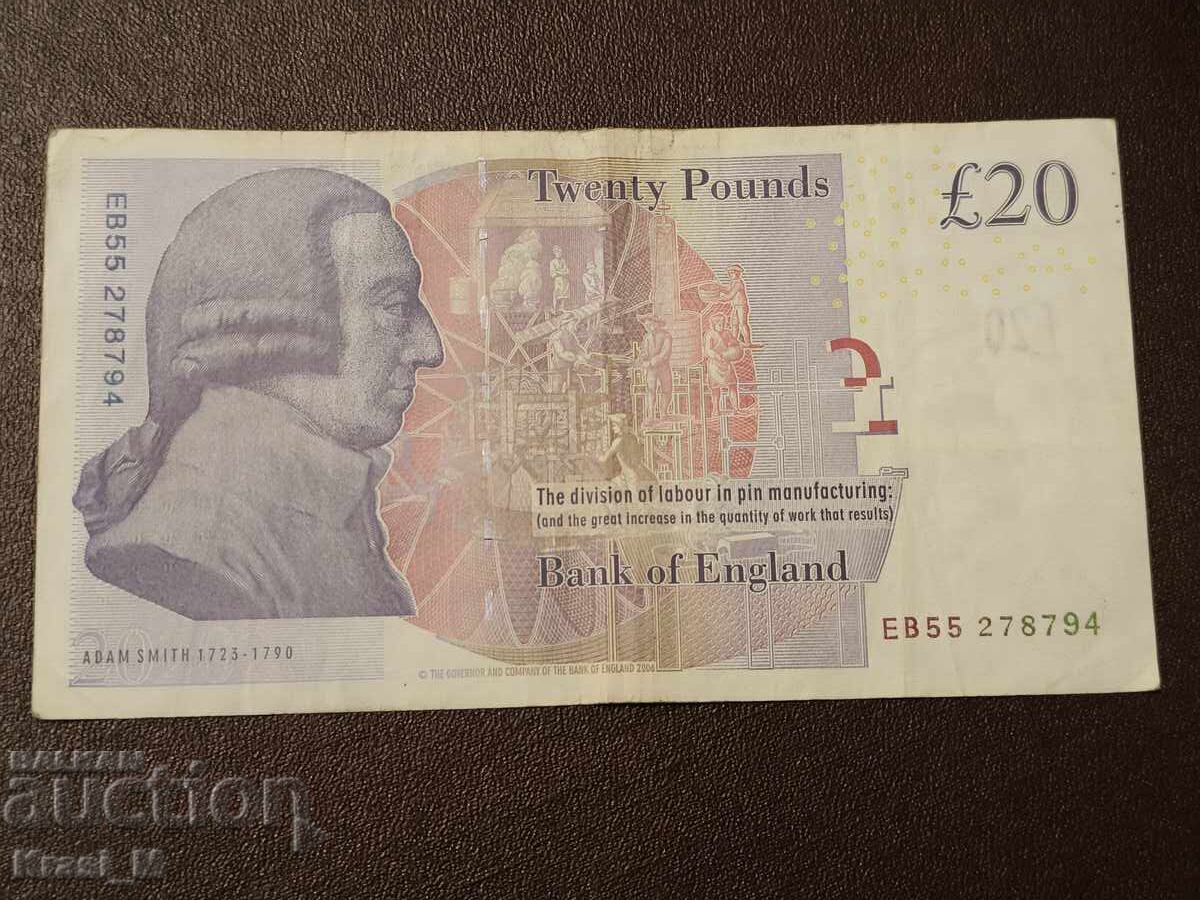 Twenty Pounds
£20
EB55 278794
The division of labour in pin manufacturing:
(and the great increase in the quantity of work that results)
Bank of England
EB55 278794
20
ADAM SMITH 1723-1790
© THE GOVERNOR AND COMPANY OF THE BANK OF ENGLAND 2006
BALKAN
auction
Krasi_M